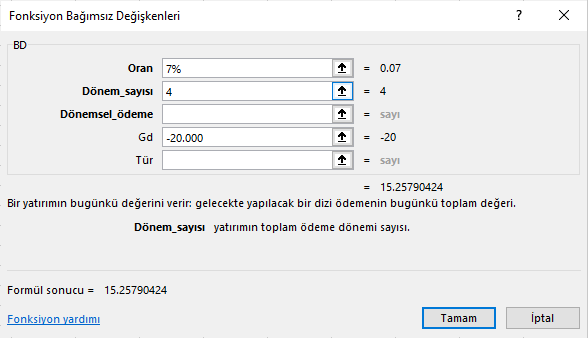 Fonksiyon Bağımsız Değişkenleri ? ×
BD
Oran 7% = 0.07
Dönem_sayısı 4 = 4
Dönemsel_ödeme = sayı
Gd -20.000 = -20
Tür = sayı
= 15.25790424
Bir yatırımın bugünkü değerini verir: gelecekte yapılacak bir dizi ödemenin bugünkü toplam değeri.
Dönem_sayısı yatırımın toplam ödeme dönemi sayısı.
Formül sonucu = 15.25790424
Fonksiyon yardımı Tamam İptal